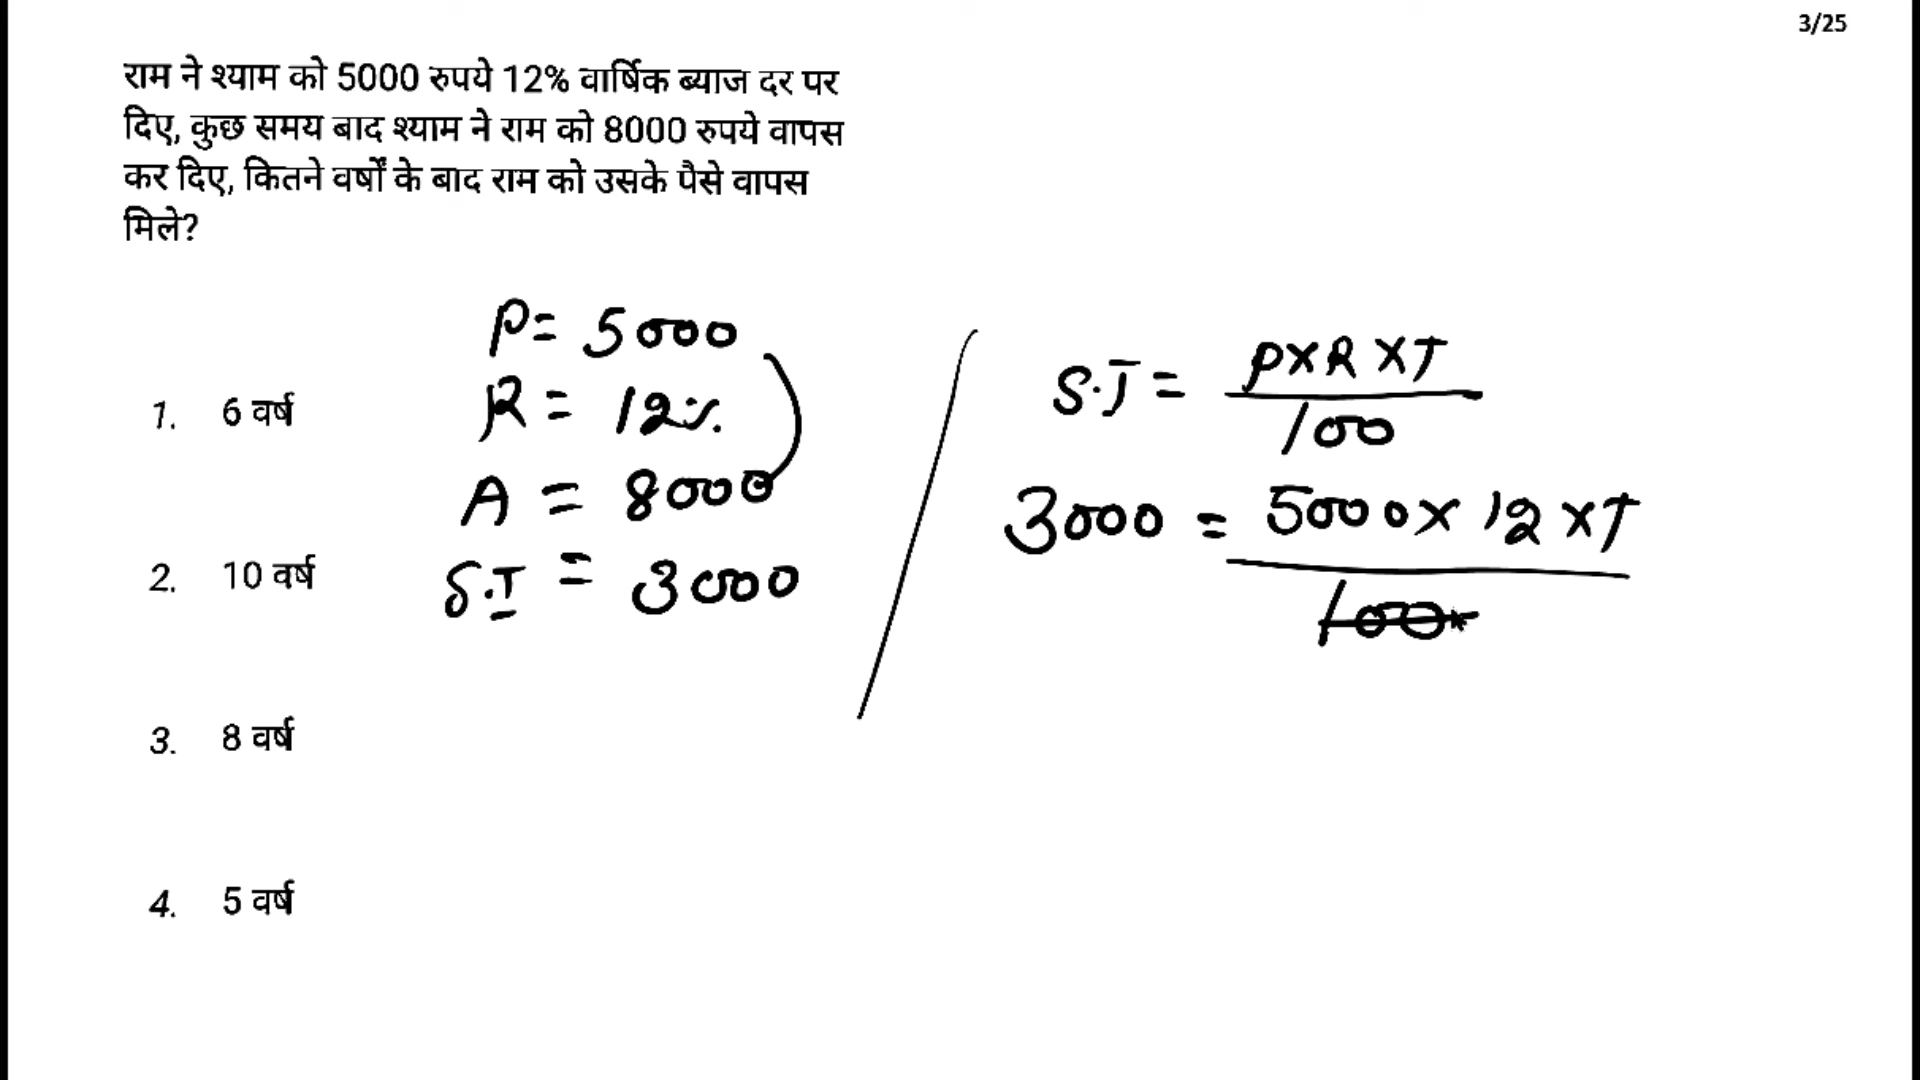 3/25
राम ने श्याम को 5000 रुपये 12% वार्षिक ब्याज दर पर
दिए, कुछ समय बाद श्याम ने राम को 8000 रुपये वापस
कर दिए, कितने वर्षों के बाद राम को उसके पैसे वापस
मिले?
1. 6 वर्ष
2. 10 वर्ष
3. 8 वर्ष
4. 5 वर्ष
P = 5000
R = 12%
A = 8000
S.I = 3000
S.I = P×R×T
100
3000 = 5000 × 12 × T
100